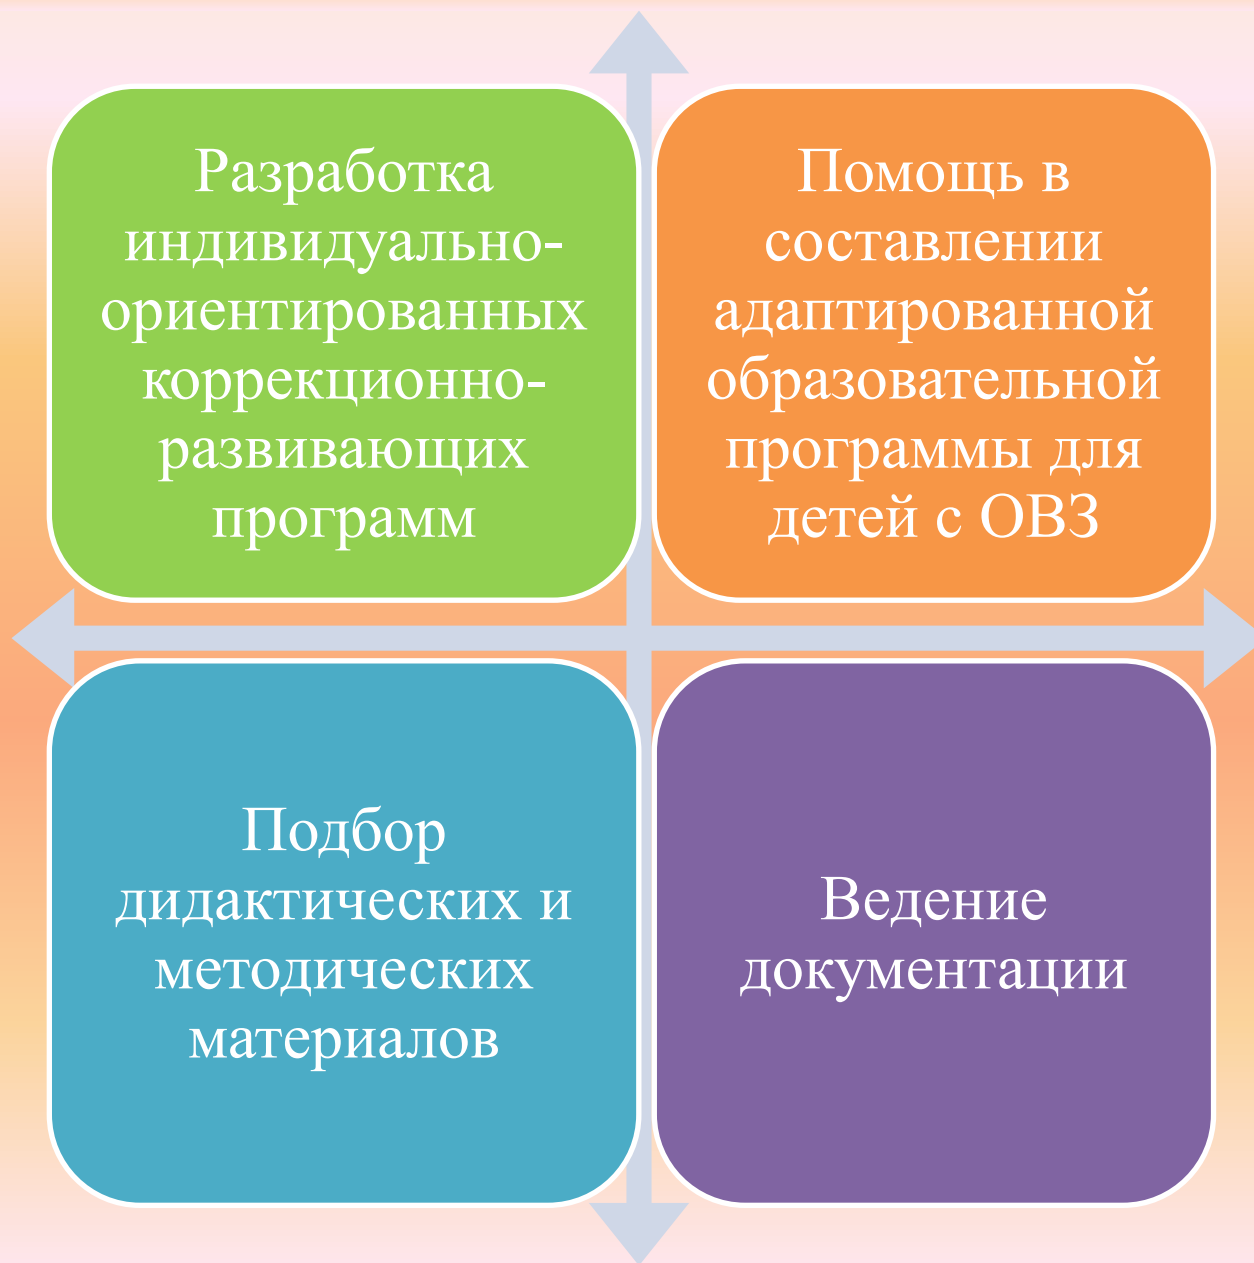 Разработка
индивидуально-
ориентированных
коррекционно-
развивающих
программ
Помощь в
составлении
адаптированной
образовательной
программы для
детей с ОВЗ
Подбор
дидактических и
методических
материалов
Ведение
документации